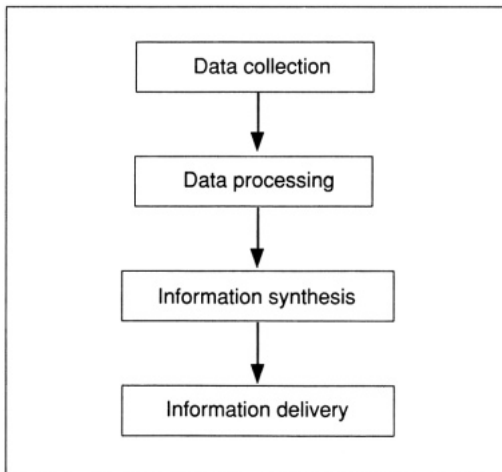 Data collection
Data processing
Information synthesis
Information delivery